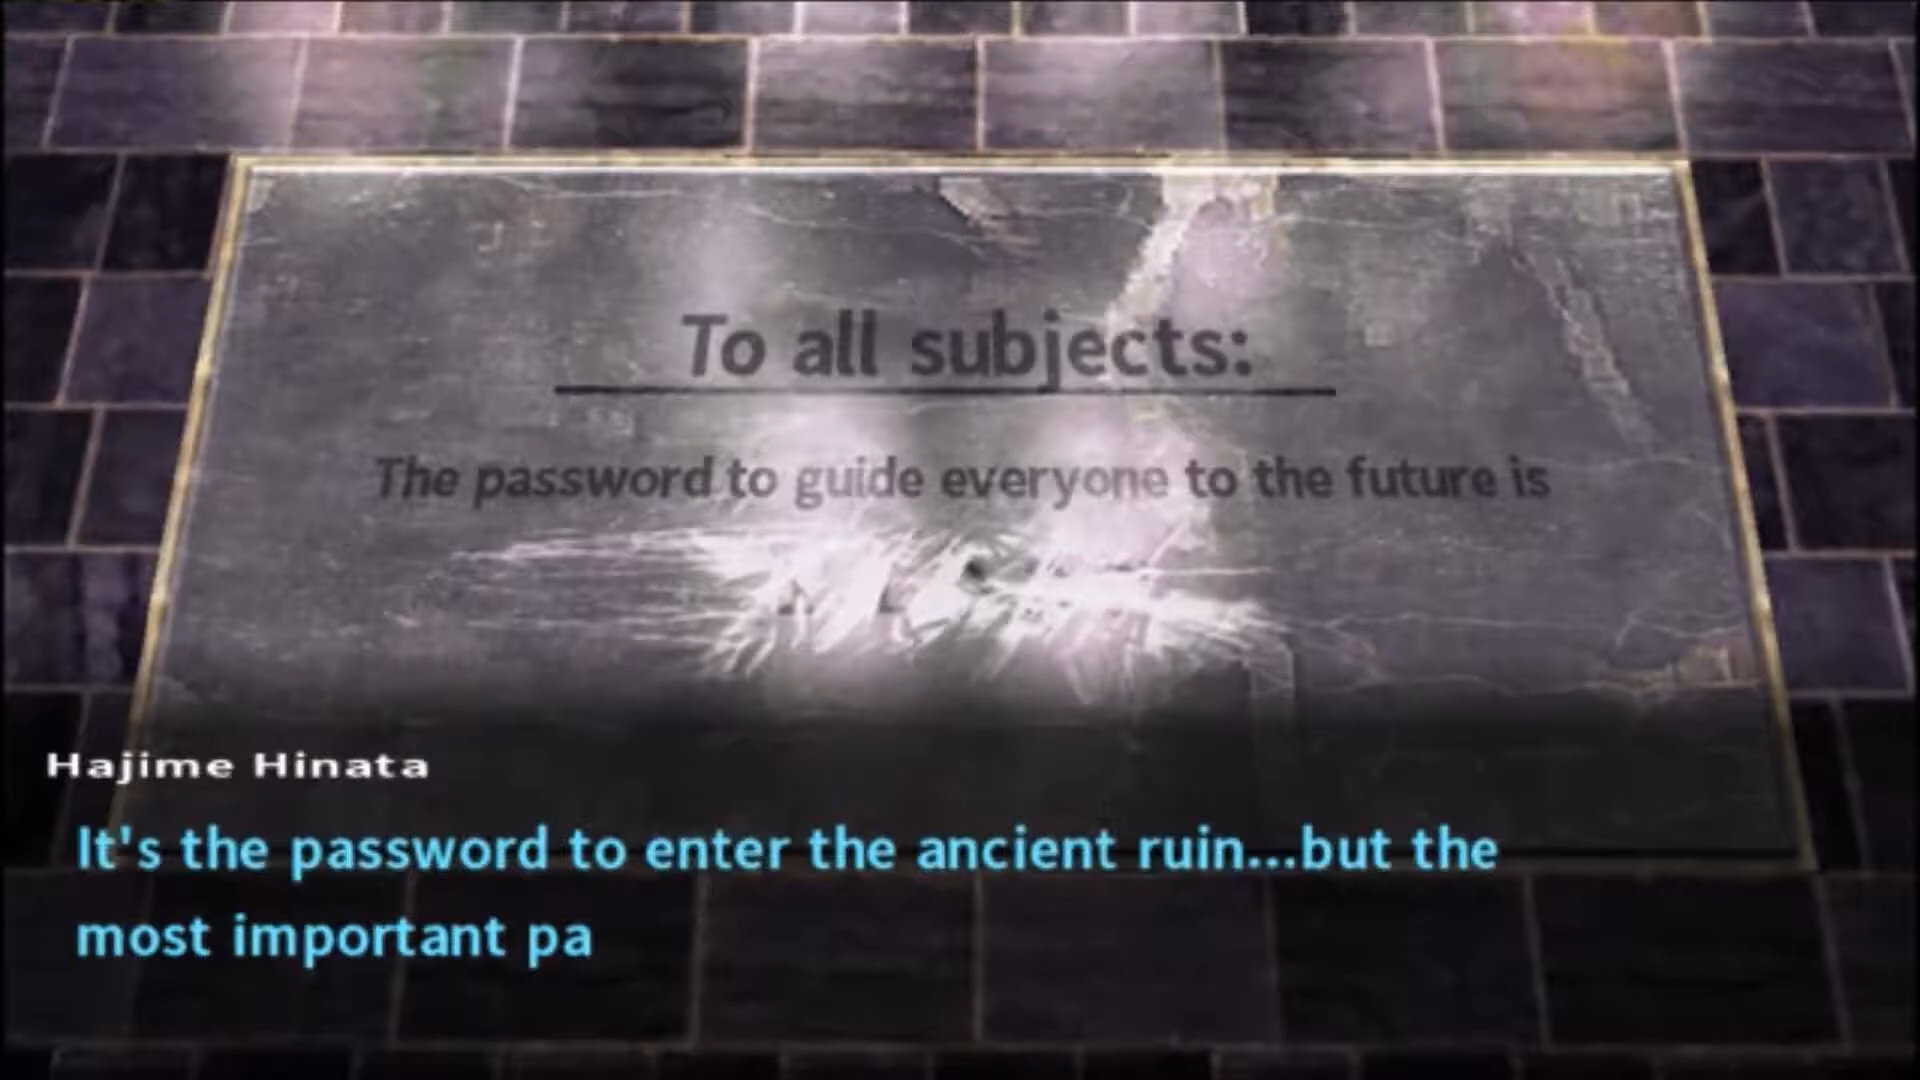 To all subjects:
The password to guide everyone to the future is
Hajime Hinata
It's the password to enter the ancient ruin...but the
most important pa